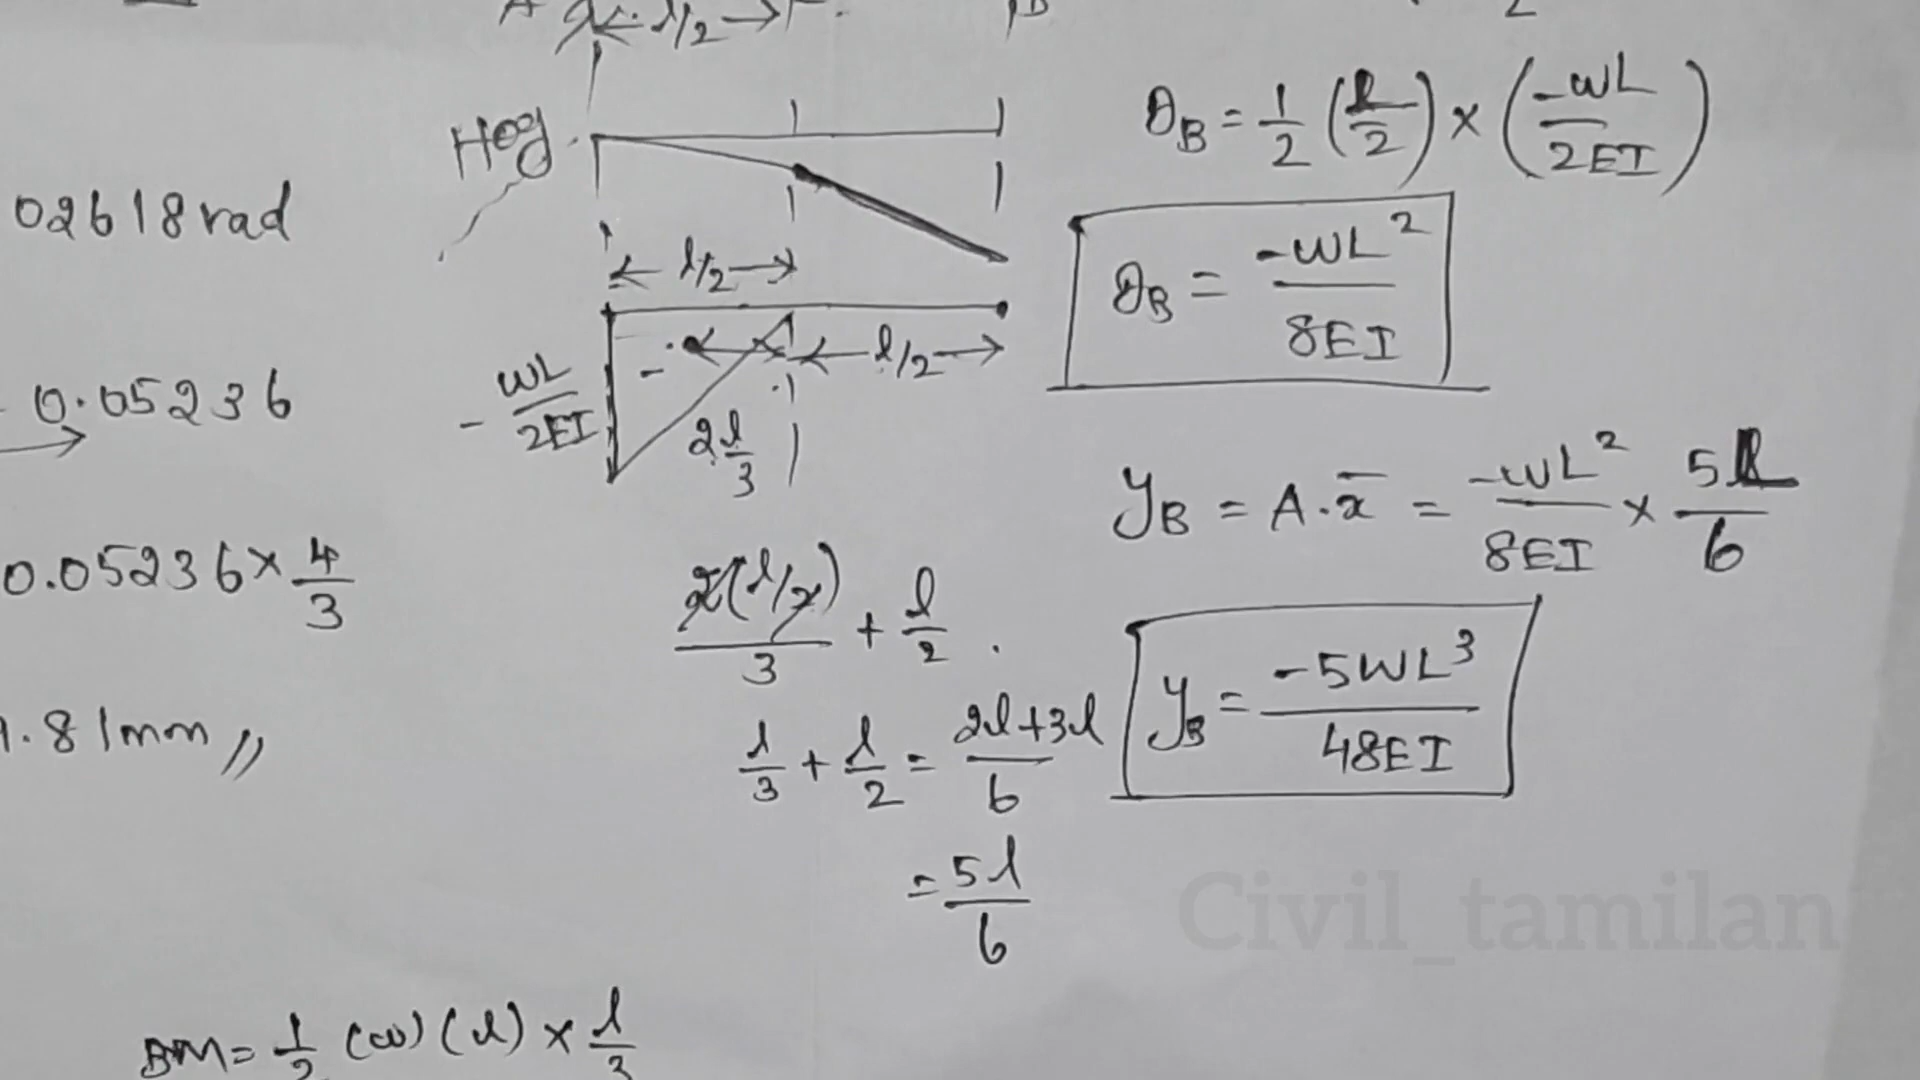 A ← l/2 → B
Hog
02618 rad
← l/2 →
← l/2 →
- WL/2EI
2l/3
0.05236
0.05236 × 4/3
.81mm //
2(l/2)/3 + l/2 .
l/3 + l/2 = 2l+3l/6
= 5l/6
BM = 1/2 (w) (l) × l/3
θB = 1/2 (l/2) × (-WL/2EI)
θB = -WL²/8EI
yB = A.x̄ = -WL²/8EI × 5L/6
yB = -5WL³/48EI
Civil_tamilan